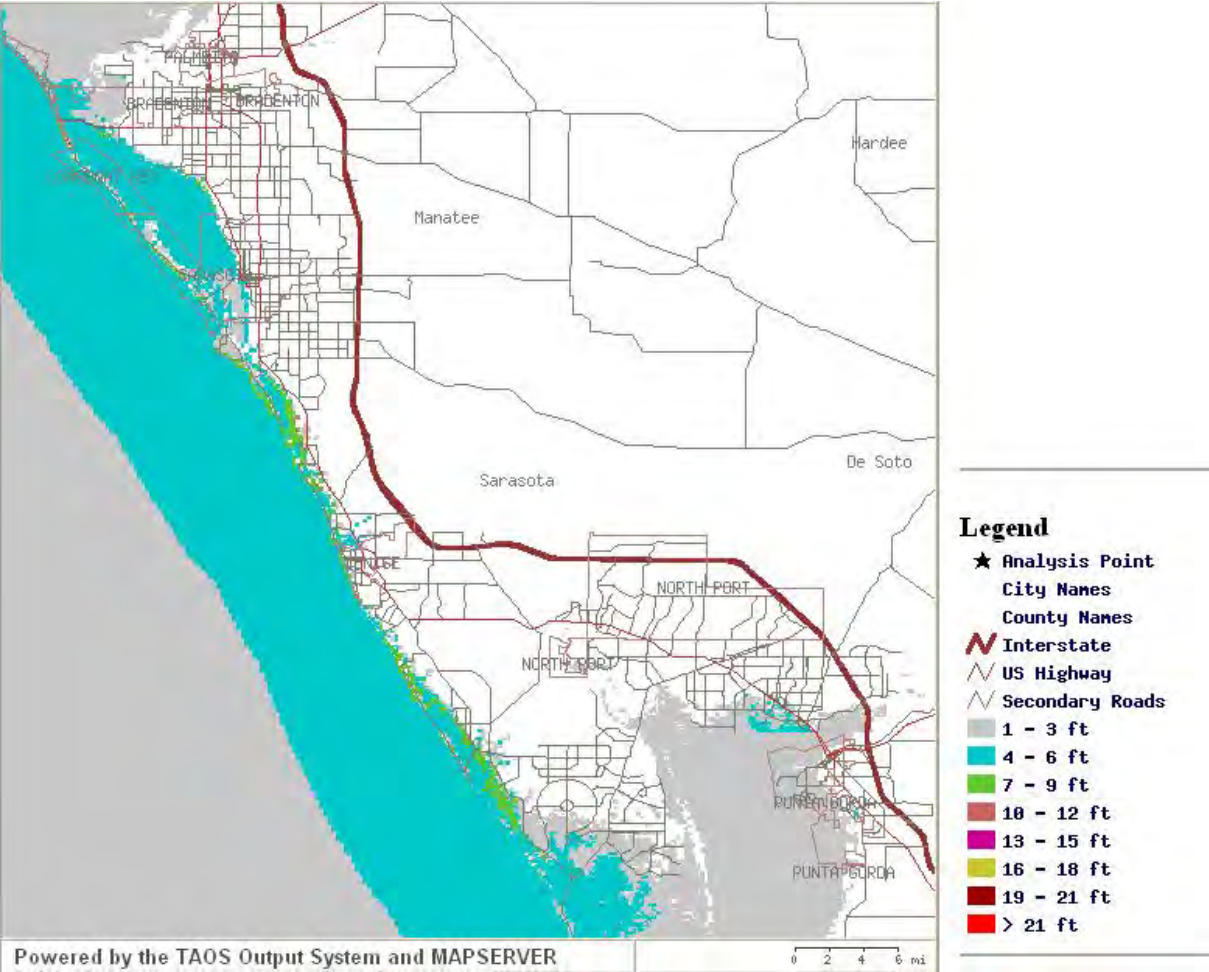 PALMETTO
BRADENTON BRADENTON
Hardee
Manatee
SARASOTA
De Soto
Sarasota
VENICE
NORTH PORT
NORTH PORT
PUNTA GORDA
PUNTA GORDA
Legend
Analysis Point
City Names
County Names
Interstate
US Highway
Secondary Roads
1 - 3 ft
4 - 6 ft
7 - 9 ft
10 - 12 ft
13 - 15 ft
16 - 18 ft
19 - 21 ft
> 21 ft
Powered by the TAOS Output System and MAPSERVER
0 2 4 6 mi